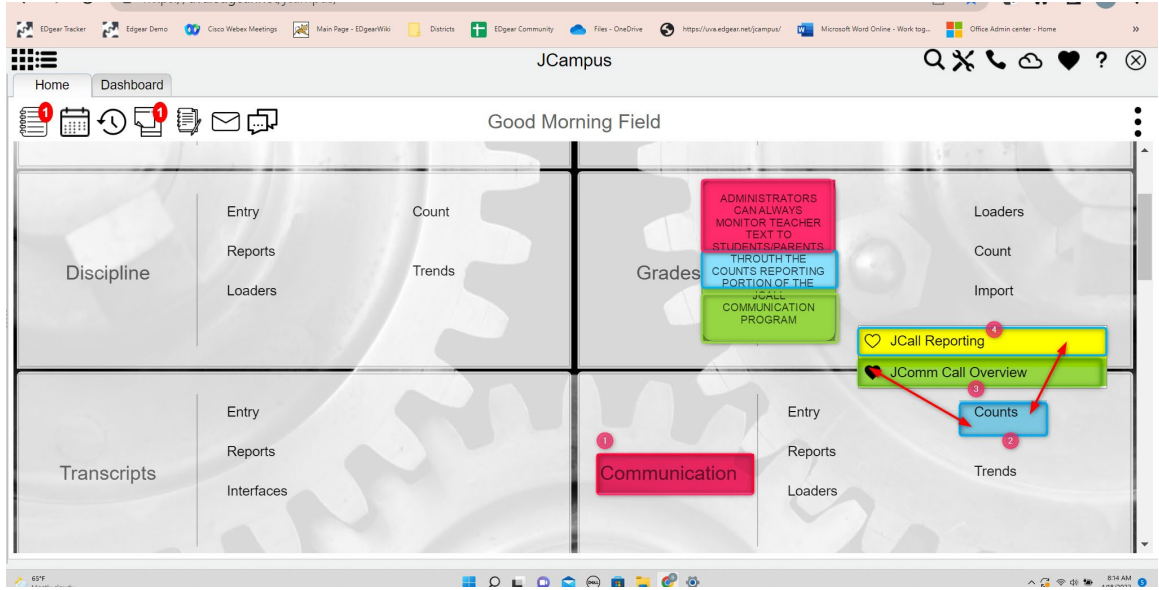 EDgear Tracker Edgear Demo Cisco Webex Meetings Main Page - EDgearWiki Districts EDgear Community Files - OneDrive https://uva.edgear.net/jcampus/ Microsoft Word Online - Work tog... Office Admin center - Home »
JCampus
Home Dashboard
1 1 Good Morning Field
Discipline
Entry Count
Reports
Trends
Loaders
Grades
ADMINISTRATORS
CAN ALWAYS
MONITOR TEACHER
TEXT TO
STUDENTS/PARENTS
THROUTH THE
COUNTS REPORTING
PORTION OF THE
JCALL
COMMUNICATION
PROGRAM
Loaders
Count
Import
4
JCall Reporting
JComm Call Overview
3
Transcripts
Entry
Reports
Interfaces
1
Communication
Entry
Reports
Loaders
Counts
2
Trends
65°F
8:14 AM